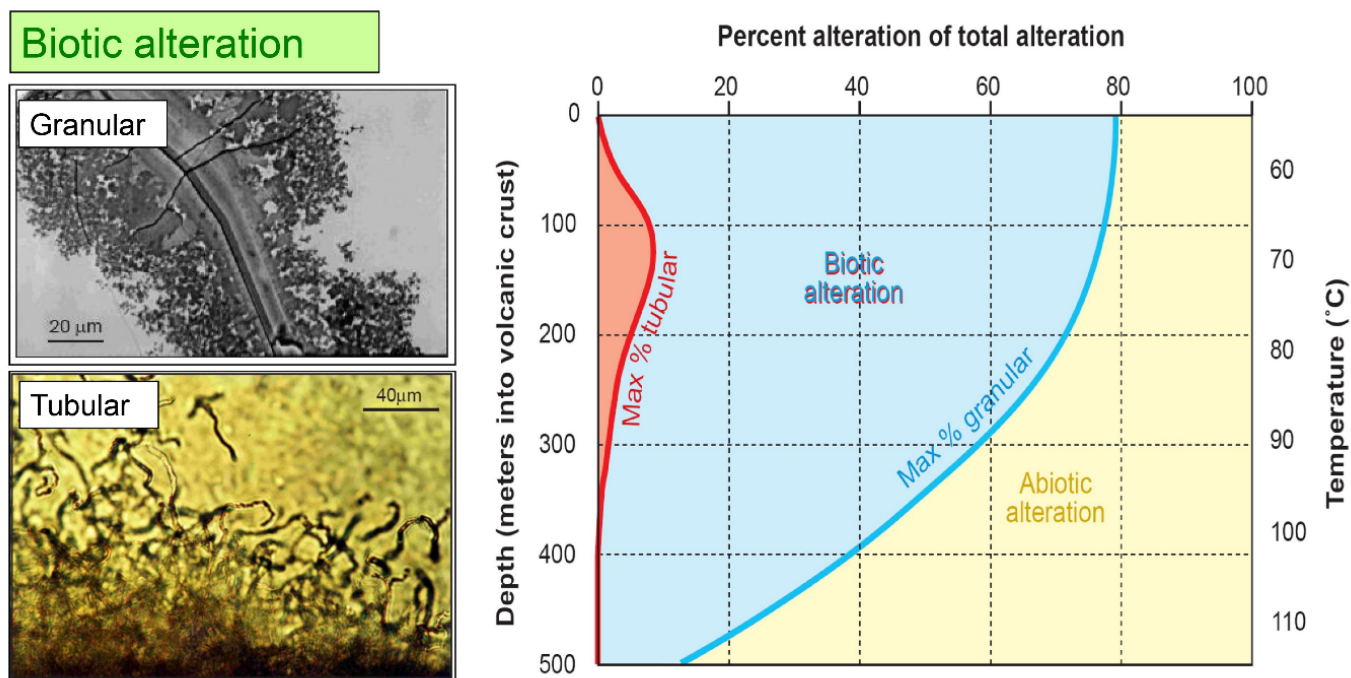 Biotic alteration
Granular
20 μm
Tubular
40μm
Percent alteration of total alteration
0 20 40 60 80 100
Depth (meters into volcanic crust)
0
100
200
300
400
500
Max % tubular
Biotic
alteration
Max % granular
Abiotic
alteration
60
70
80
90
100
110
Temperature (°C)